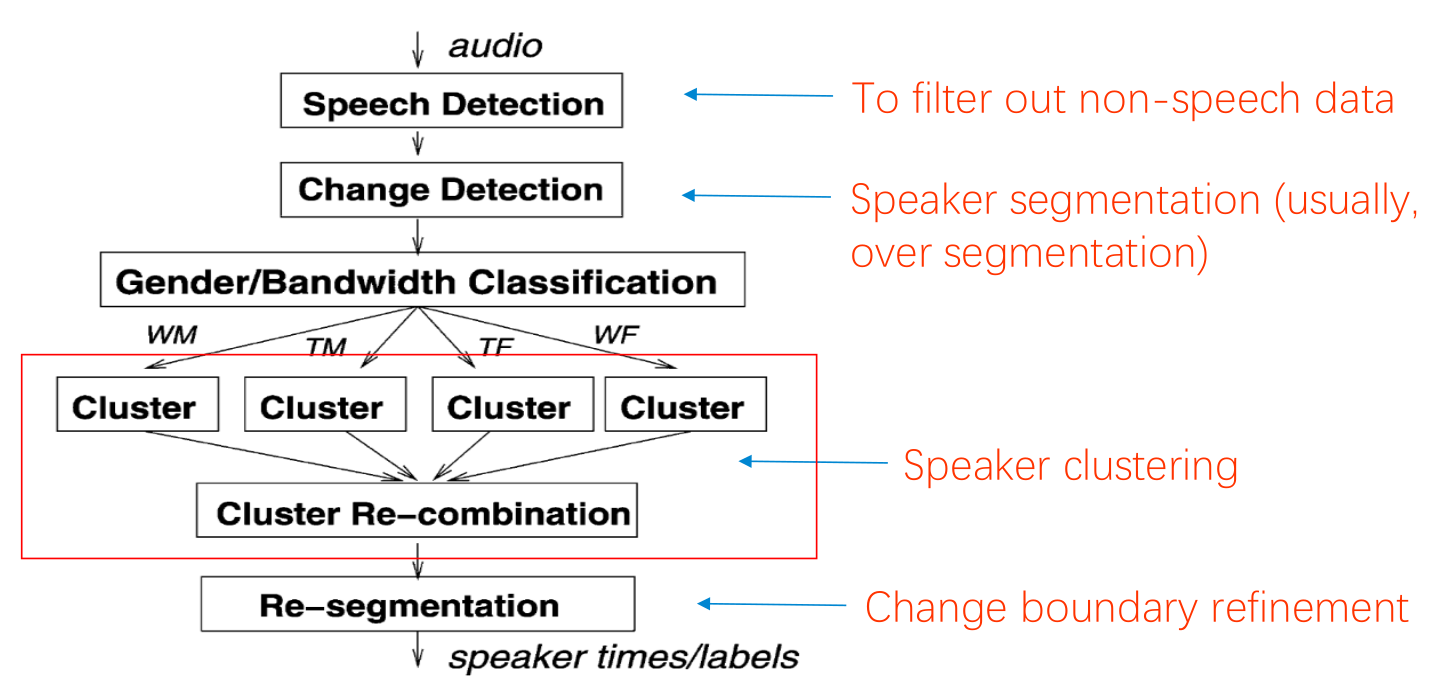 audio
Speech Detection
To filter out non-speech data
Change Detection
Speaker segmentation (usually,
over segmentation)
Gender/Bandwidth Classification
WM
TM
TF
WF
Cluster
Cluster
Cluster
Cluster
Speaker clustering
Cluster Re-combination
Re-segmentation
Change boundary refinement
speaker times/labels